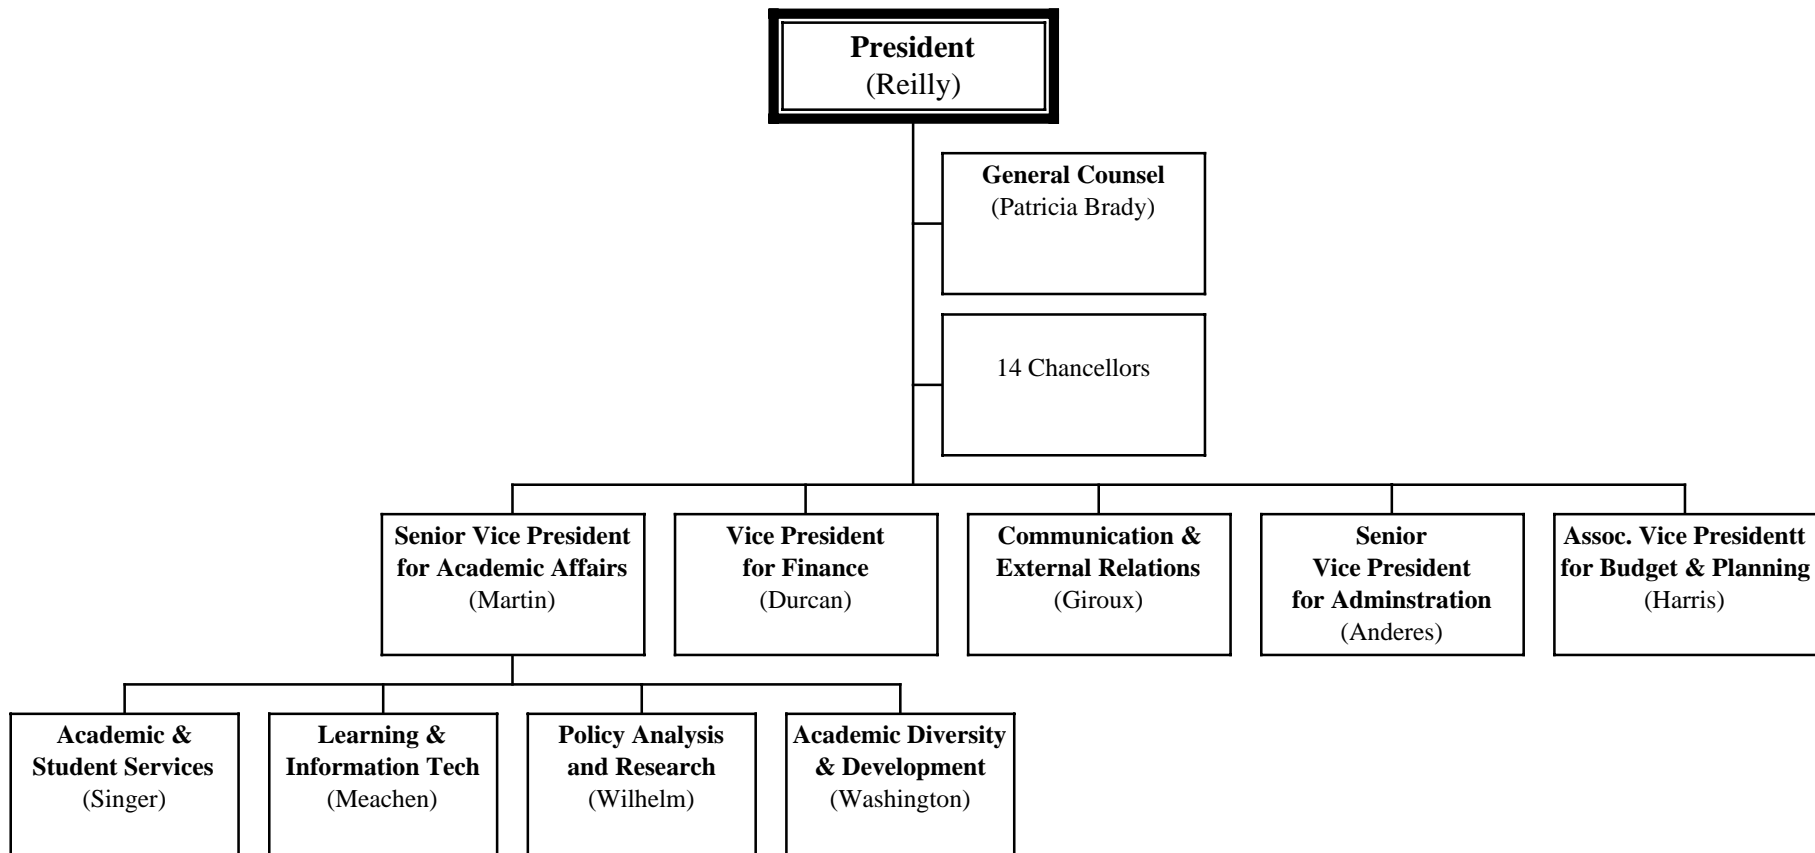 President
(Reilly)
General Counsel
(Patricia Brady)
14 Chancellors
Senior Vice President
for Academic Affairs
(Martin)
Vice President
for Finance
(Durcan)
Communication &
External Relations
(Giroux)
Senior
Vice President
for Adminstration
(Anderes)
Assoc. Vice Presidentt
for Budget & Planning
(Harris)
Academic &
Student Services
(Singer)
Learning &
Information Tech
(Meachen)
Policy Analysis
and Research
(Wilhelm)
Academic Diversity
& Development
(Washington)